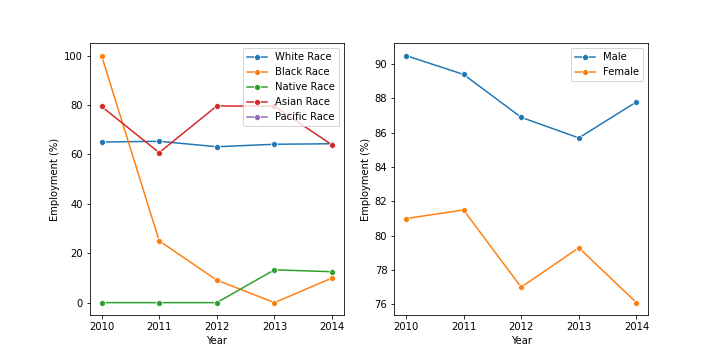 100
80
60
40
20
0
Employment (%)
2010 2011 2012 2013 2014
Year
White Race
Black Race
Native Race
Asian Race
Pacific Race
90
88
86
84
82
80
78
76
Employment (%)
2010 2011 2012 2013 2014
Year
Male
Female